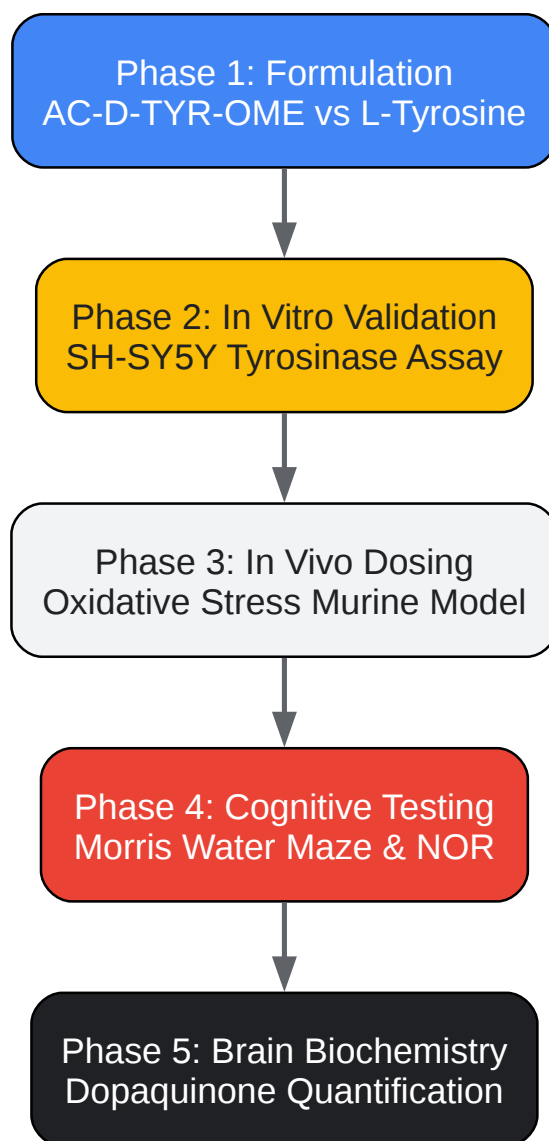 Phase 1: Formulation
AC-D-TYR-OME vs L-Tyrosine
Phase 2: In Vitro Validation
SH-SY5Y Tyrosinase Assay
Phase 3: In Vivo Dosing
Oxidative Stress Murine Model
Phase 4: Cognitive Testing
Morris Water Maze & NOR
Phase 5: Brain Biochemistry
Dopaquinone Quantification